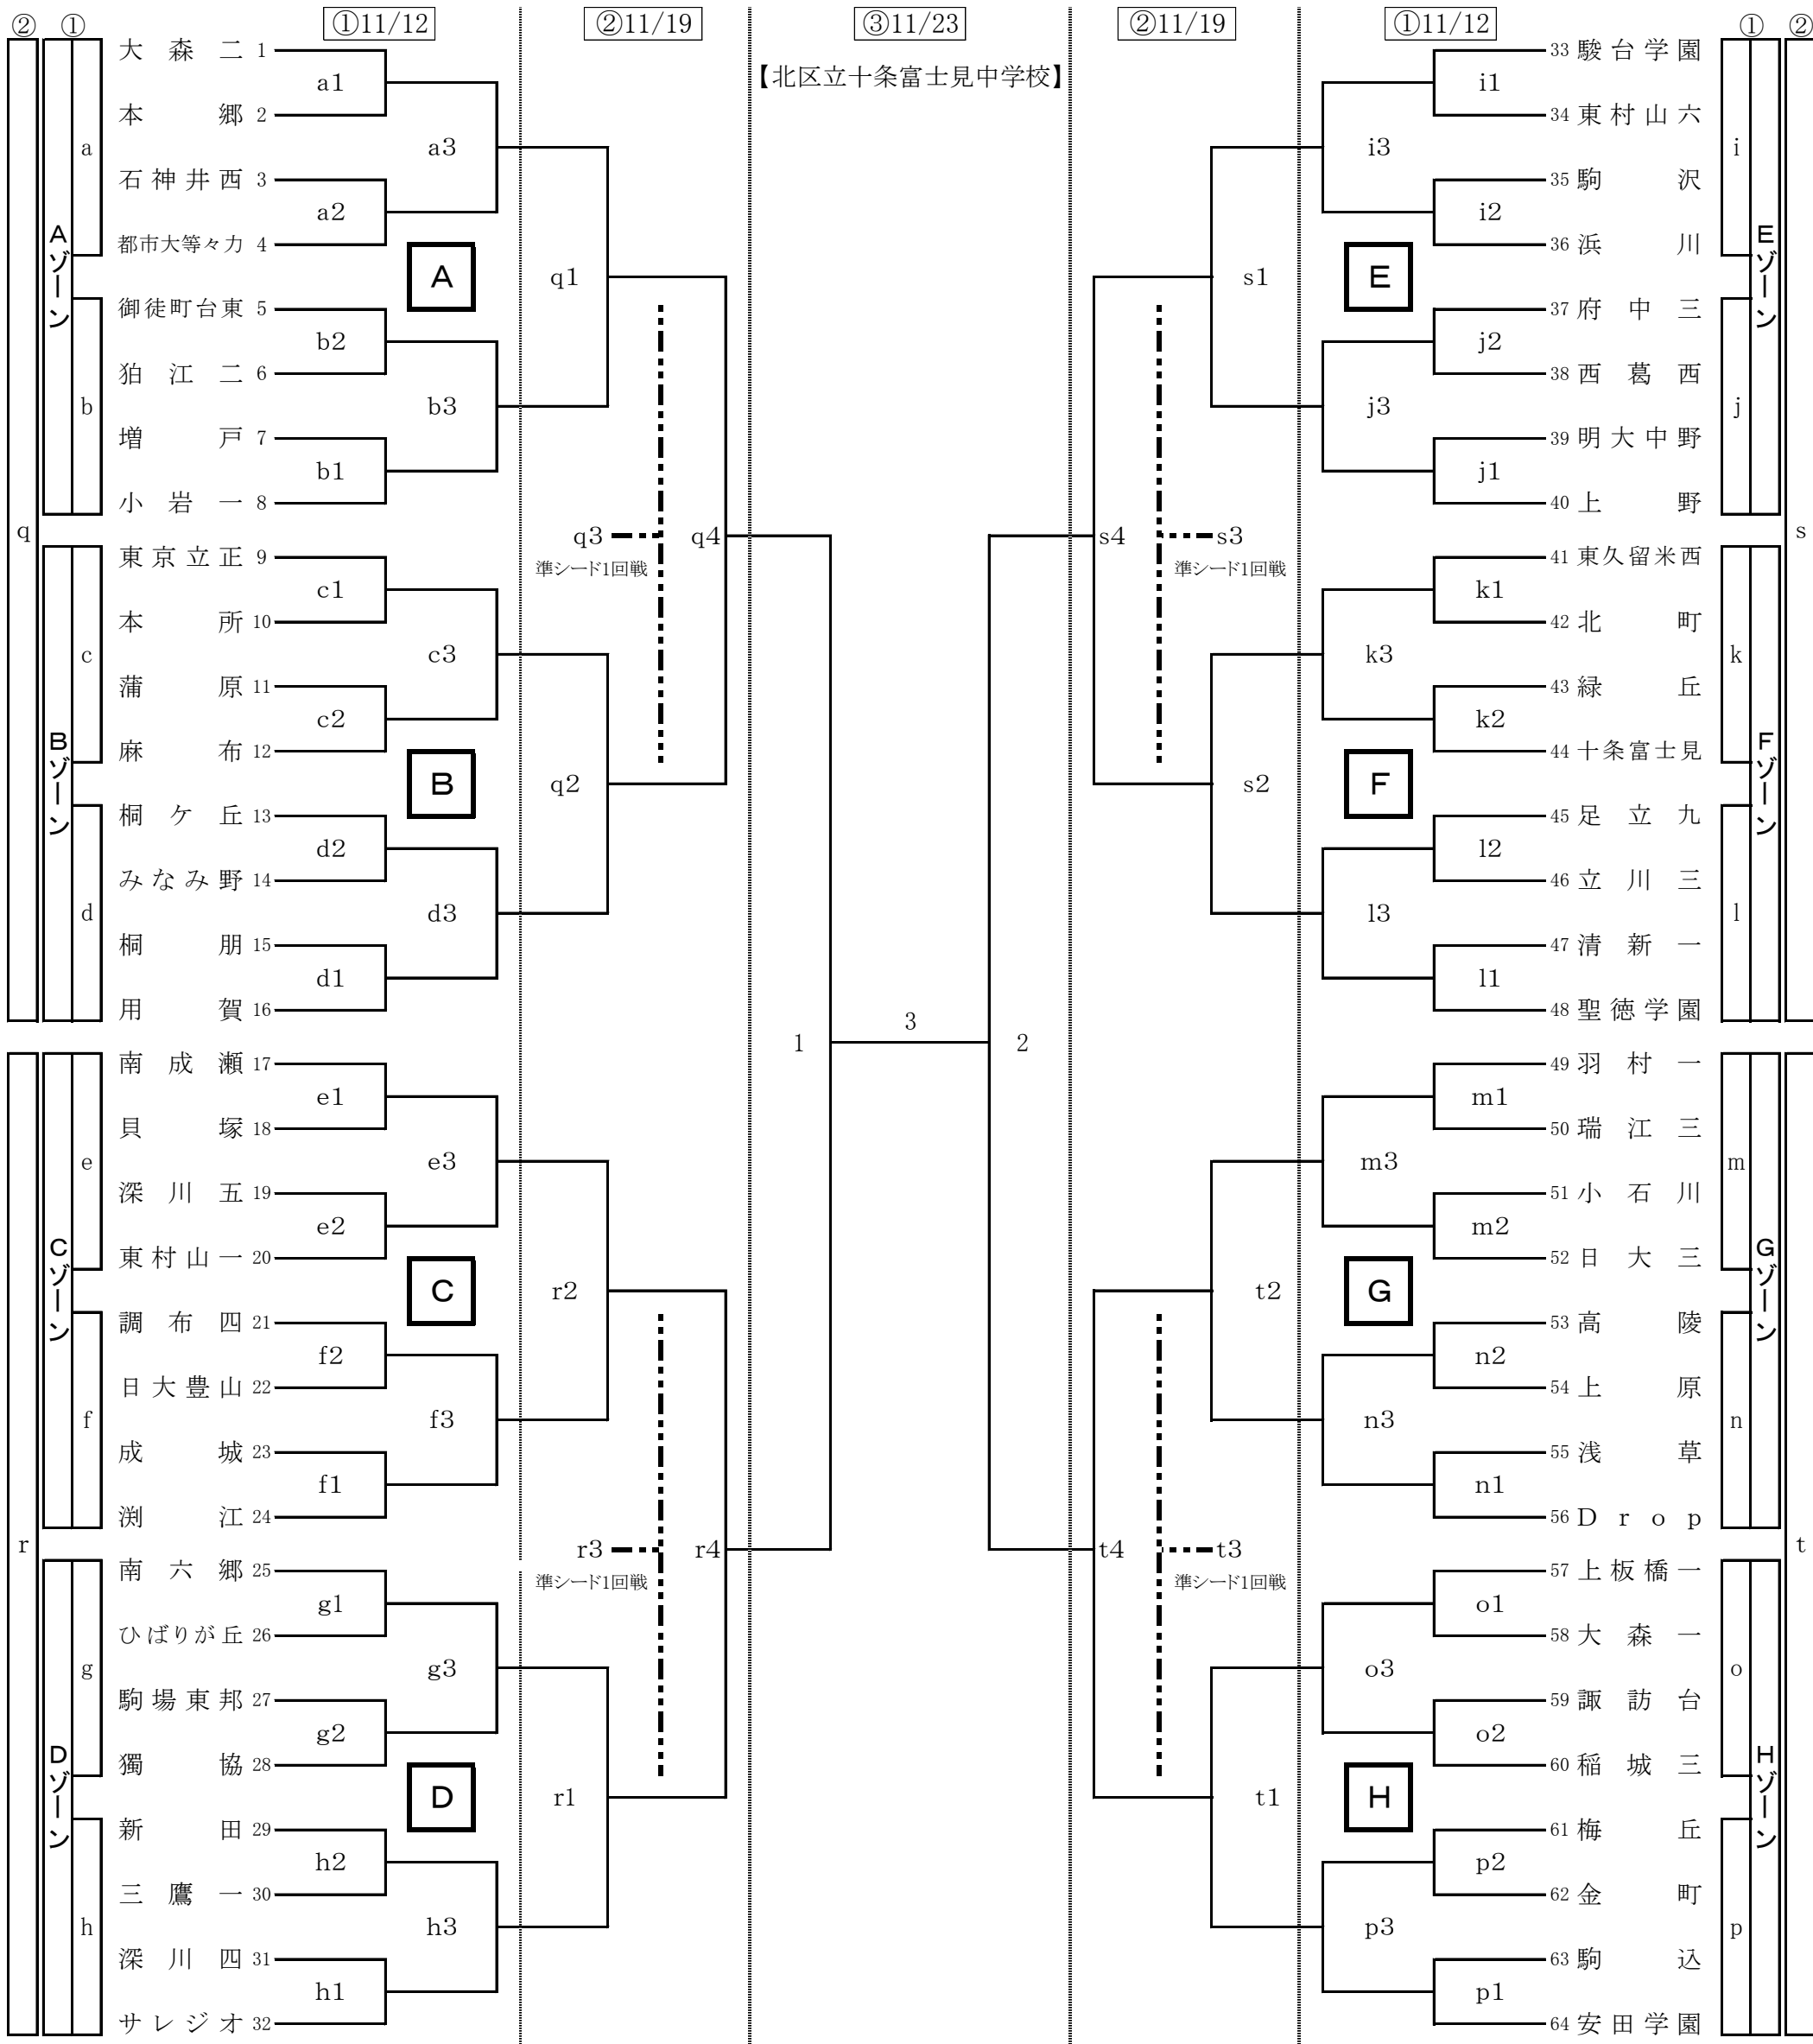 ② ① ①11/12 ②11/19 ③11/23 ②11/19 ①11/12 ① ②
【北区立十条富士見中学校】
q
r
Aゾーン
Bゾーン
Cゾーン
Dゾーン
a
b
c
d
e
f
g
h
大森二 1
本郷 2
石神井西 3
都市大等々力 4
御徒町台東 5
狛江二 6
増戸 7
小岩一 8
東京立正 9
本所 10
蒲原 11
麻布 12
桐ケ丘 13
みなみ野 14
桐朋 15
用賀 16
南成瀬 17
貝塚 18
深川五 19
東村山一 20
調布四 21
日大豊山 22
成城 23
渕江 24
南六郷 25
ひばりが丘 26
駒場東邦 27
獨協 28
新田 29
三鷹一 30
深川四 31
サレジオ 32
a1
a2
b2
b1
c1
c2
d2
d1
e1
e2
f2
f1
g1
g2
h2
h1
a3
A
b3
c3
B
d3
e3
C
f3
g3
D
h3
q1
q3
準シード1回戦
q2
r2
r3
準シード1回戦
r1
q4
r4
1
3
2
s4
t4
s1
s3
準シード1回戦
s2
t2
t3
準シード1回戦
t1
i3
E
j3
k3
F
l3
m3
G
n3
o3
H
p3
i1
i2
j2
j1
k1
k2
l2
l1
m1
m2
n2
n1
o1
o2
p2
p1
33 駿台学園
34 東村山六
35 駒沢
36 浜川
37 府中三
38 西葛西
39 明大中野
40 上野
41 東久留米西
42 北町
43 緑丘
44 十条富士見
45 足立九
46 立川三
47 清新一
48 聖徳学園
49 羽村一
50 瑞江三
51 小石川
52 日大三
53 高陵
54 上原
55 浅草
56 Drop
57 上板橋一
58 大森一
59 諏訪台
60 稲城三
61 梅丘
62 金町
63 駒込
64 安田学園
i
j
k
l
m
n
o
p
Eゾーン
Fゾーン
Gゾーン
Hゾーン
s
t